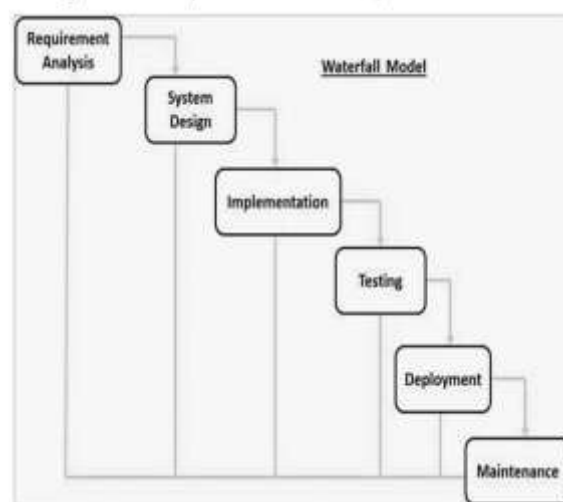 Requirement
Analysis
Waterfall Model
System
Design
Implementation
Testing
Deployment
Maintenance